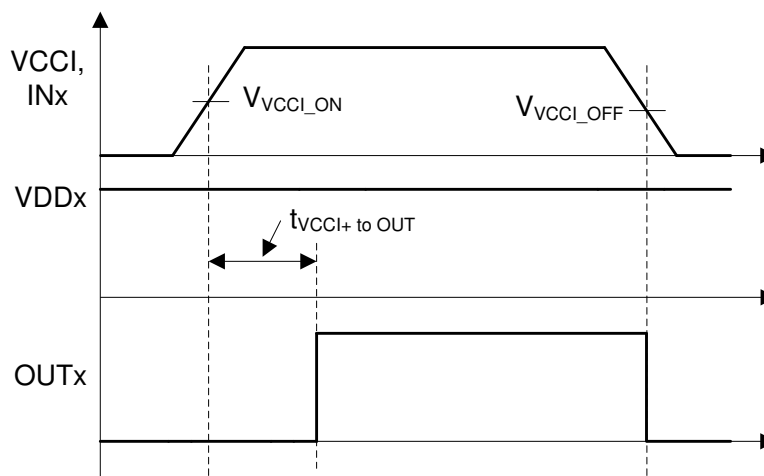 VCCI,
INx
VVCCI_ON
VVCCI_OFF
VDDx
tVCCI+ to OUT
OUTx